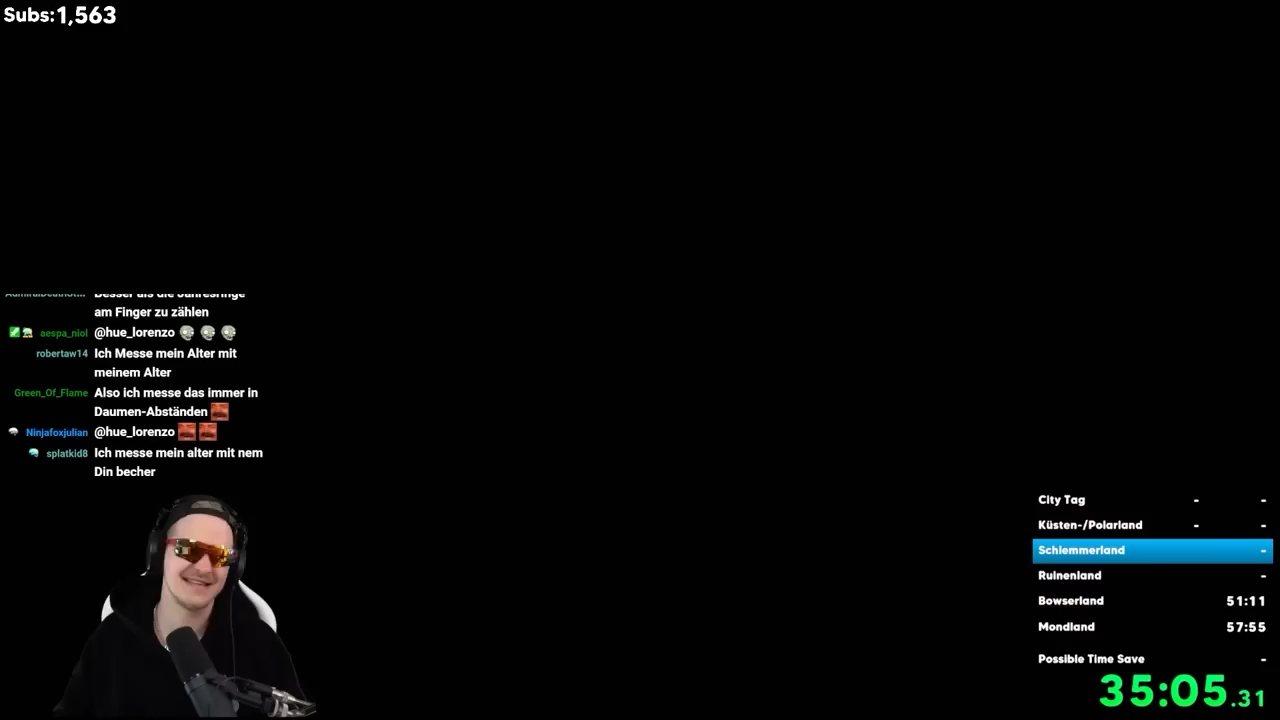 Subs:1,563
Besser als die Jahresringe
am Finger zu zählen
aespa_niol @hue_lorenzo
robertaw14 Ich Messe mein Alter mit
meinem Alter
Green_Of_Flame Also ich messe das immer in
Daumen-Abständen
Ninjafoxjulian @hue_lorenzo
splatkid8 Ich messe mein alter mit nem
Din becher
City Tag - -
Küsten-/Polarland - -
Schlemmerland -
Ruinenland -
Bowserland 51:11
Mondland 57:55
Possible Time Save -
35:05.31